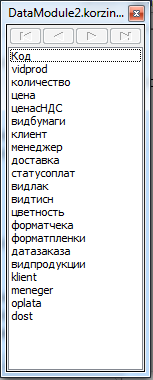 DataModule2.korzin...
Код
vidprod
количество
цена
ценасНДС
видбумаги
клиент
менеджер
доставка
статусоплат
видлак
видтисн
цветность
форматчека
форматпленки
датазаказа
видпродукции
klient
meneger
oplata
dost